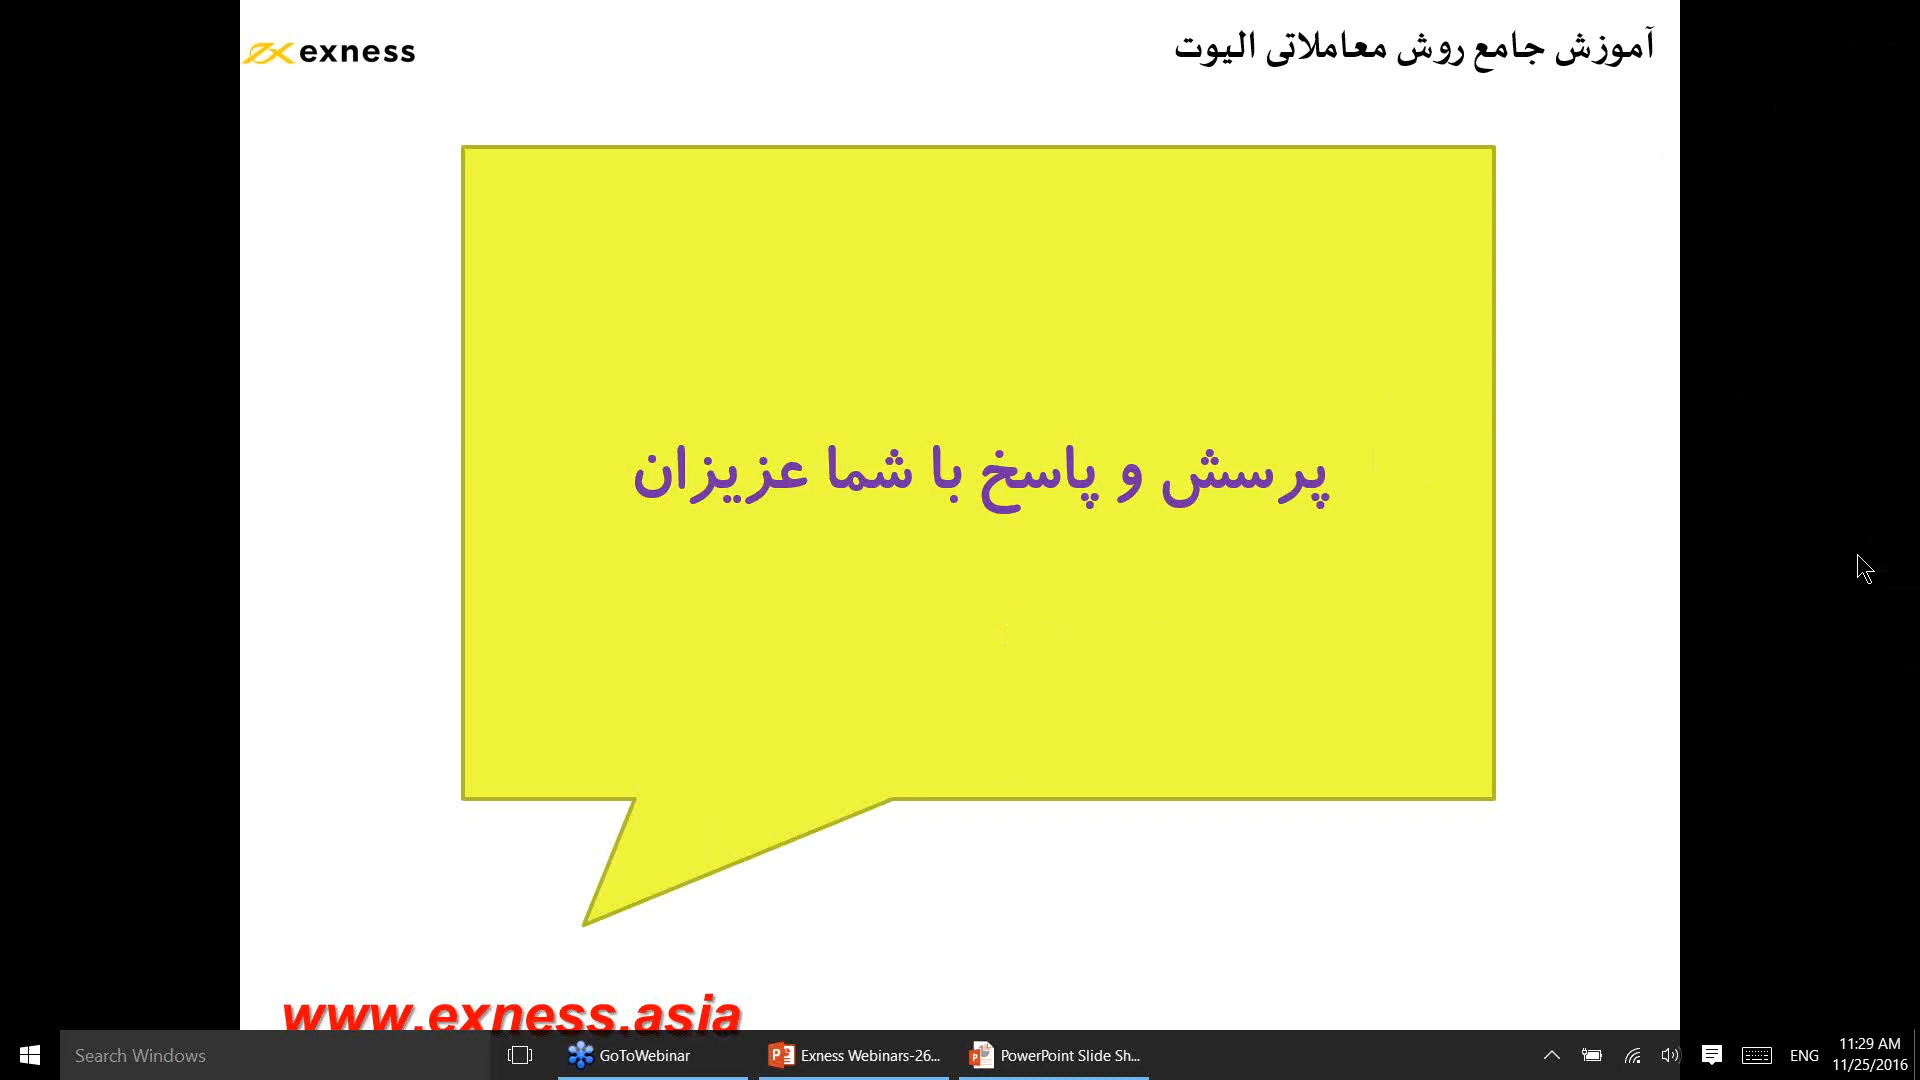 exness
آموزش جامع روش معاملاتی الیوت
پرسش و پاسخ با شما عزیزان
www.exness.asia
Search Windows
GoToWebinar
Exness Webinars-26...
PowerPoint Slide Sh...
ENG
11:29 AM
11/25/2016